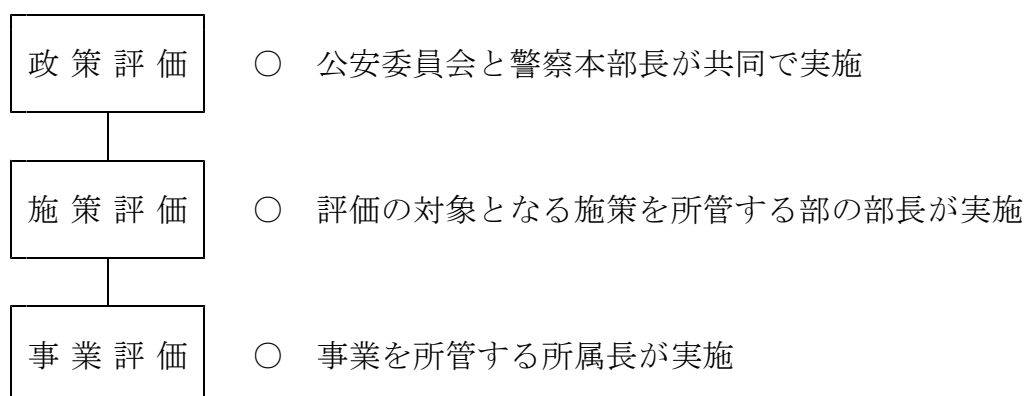 政策評価 ○ 公安委員会と警察本部長が共同で実施
施策評価 ○ 評価の対象となる施策を所管する部の部長が実施
事業評価 ○ 事業を所管する所属長が実施